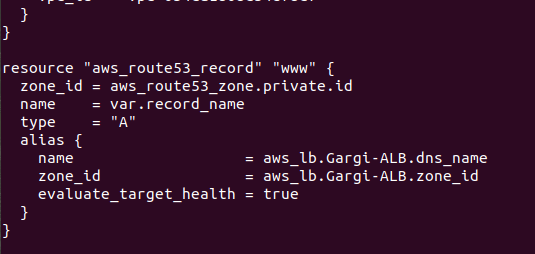 }
}
resource "aws_route53_record" "www" {
  zone_id = aws_route53_zone.private.id
  name    = var.record_name
  type    = "A"
  alias {
    name                   = aws_lb.Gargi-ALB.dns_name
    zone_id                = aws_lb.Gargi-ALB.zone_id
    evaluate_target_health = true
  }
}